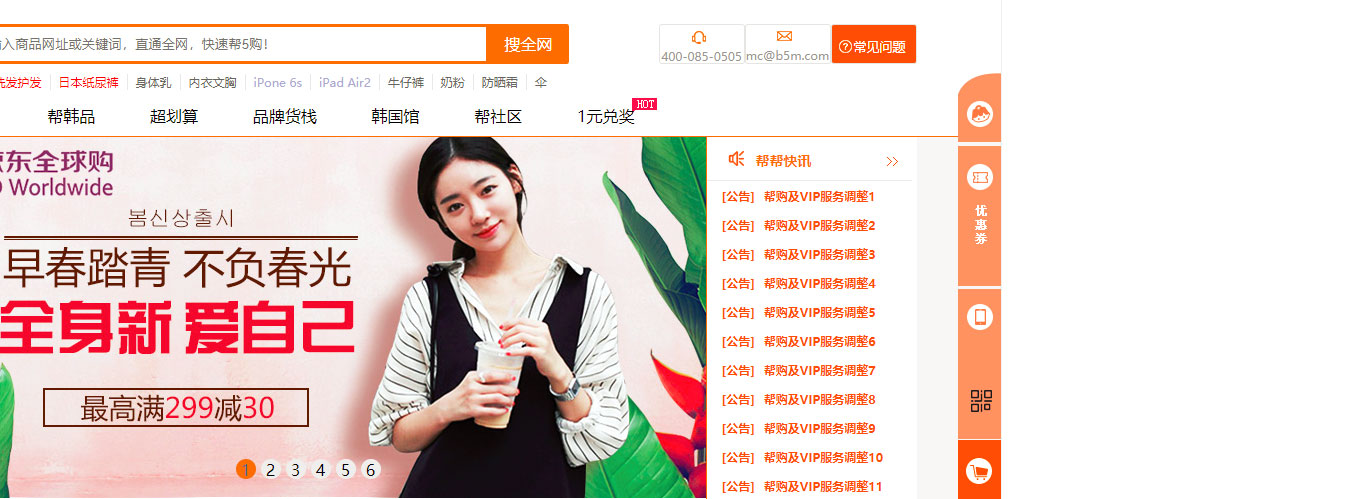 输入商品网址或关键词，直通全网，快速帮5购！
搜全网
400-085-0505
mc@b5m.com
常见问题
洗发护发 日本纸尿裤 身体乳 内衣文胸 iPone 6s iPad Air2 牛仔裤 奶粉 防晒霜 伞
帮韩品 超划算 品牌货栈 韩国馆 帮社区 1元兑奖 HOT
京东全球购
D Worldwide
봄신상출시
早春踏青 不负春光
全身新 爱自己
最高满299减30
1 2 3 4 5 6
帮帮快讯 >>
[公告] 帮购及VIP服务调整1
[公告] 帮购及VIP服务调整2
[公告] 帮购及VIP服务调整3
[公告] 帮购及VIP服务调整4
[公告] 帮购及VIP服务调整5
[公告] 帮购及VIP服务调整6
[公告] 帮购及VIP服务调整7
[公告] 帮购及VIP服务调整8
[公告] 帮购及VIP服务调整9
[公告] 帮购及VIP服务调整10
[公告] 帮购及VIP服务调整11
优惠券